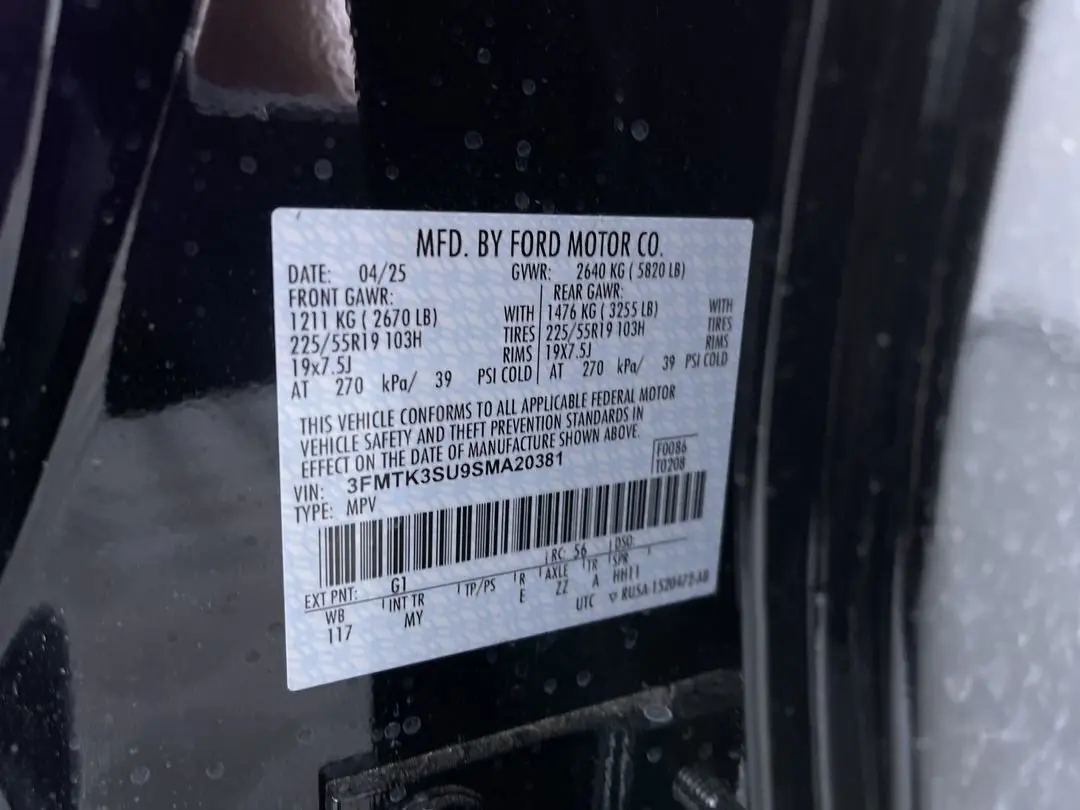 MFD. BY FORD MOTOR CO.
DATE: 04/25 GVWR: 2640 KG ( 5820 LB)
FRONT GAWR: REAR GAWR:
1211 KG ( 2670 LB) WITH 1476 KG ( 3255 LB) WITH
225/55R19 103H TIRES 225/55R19 103H TIRES
19x7.5J RIMS 19X7.5J RIMS
AT 270 kPa/ 39 PSI COLD AT 270 kPa/ 39 PSI COLD
THIS VEHICLE CONFORMS TO ALL APPLICABLE FEDERAL MOTOR
VEHICLE SAFETY AND THEFT PREVENTION STANDARDS IN
EFFECT ON THE DATE OF MANUFACTURE SHOWN ABOVE.
VIN: 3FMTK3SU9SMA20381 F0086
TYPE: MPV T0208
EXT PNT: G1 RC: 56 DSO:
WB INT TR TP/PS R AXLE TR SPR
117 MY E ZZ A HH11
UTC RUSA-1520472-AB